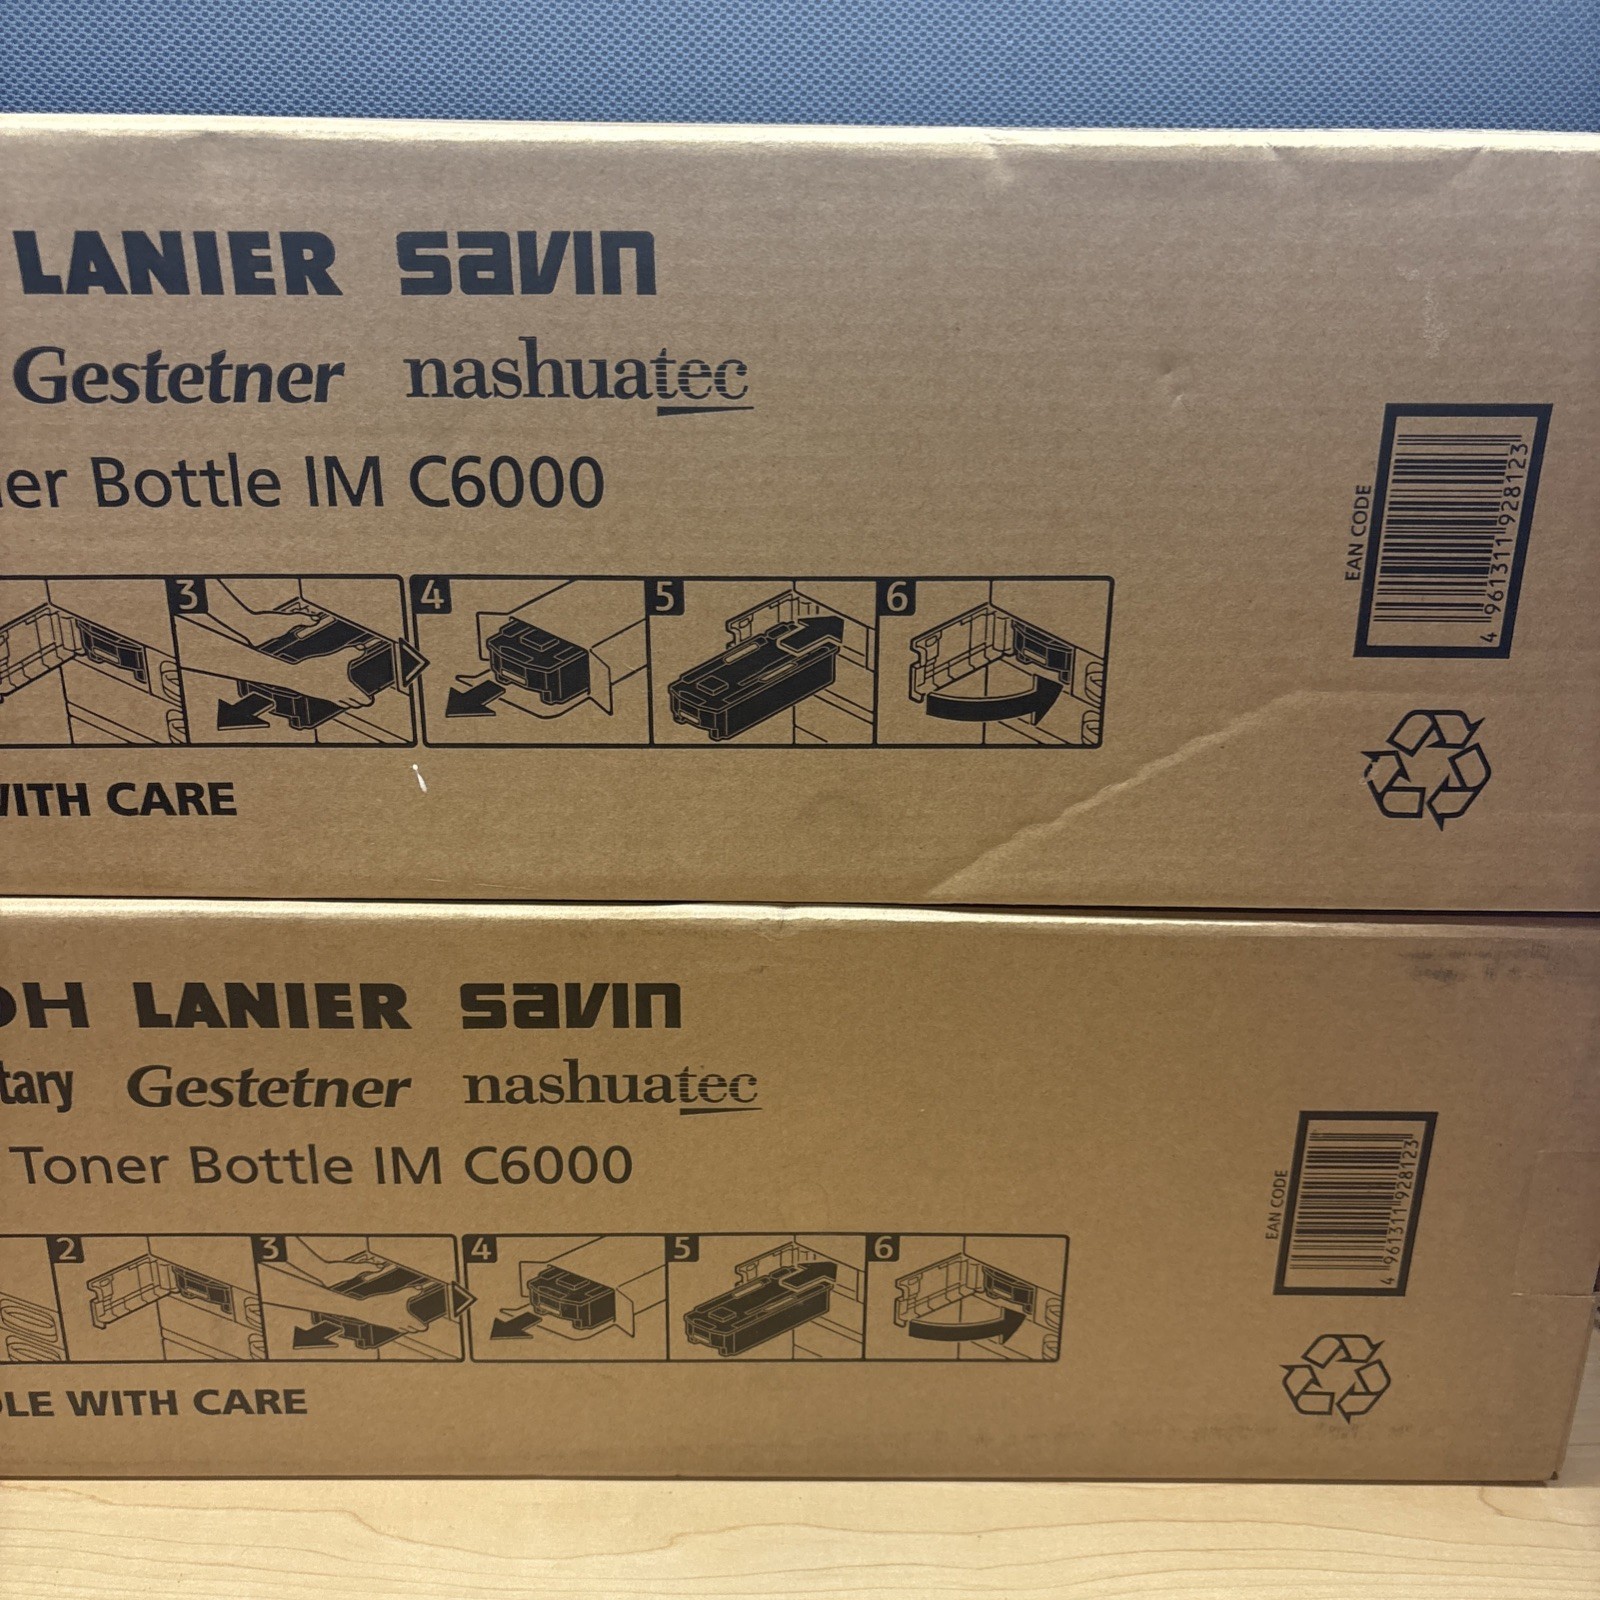 LANIER savin
Gestetner nashuatec
er Bottle IM C6000
EAN CODE
4 961311 928123
3 4 5 6
WITH CARE
OH LANIER savin
tary Gestetner nashuatec
Toner Bottle IM C6000
EAN CODE
4 961311 928123
2 3 4 5 6
LE WITH CARE